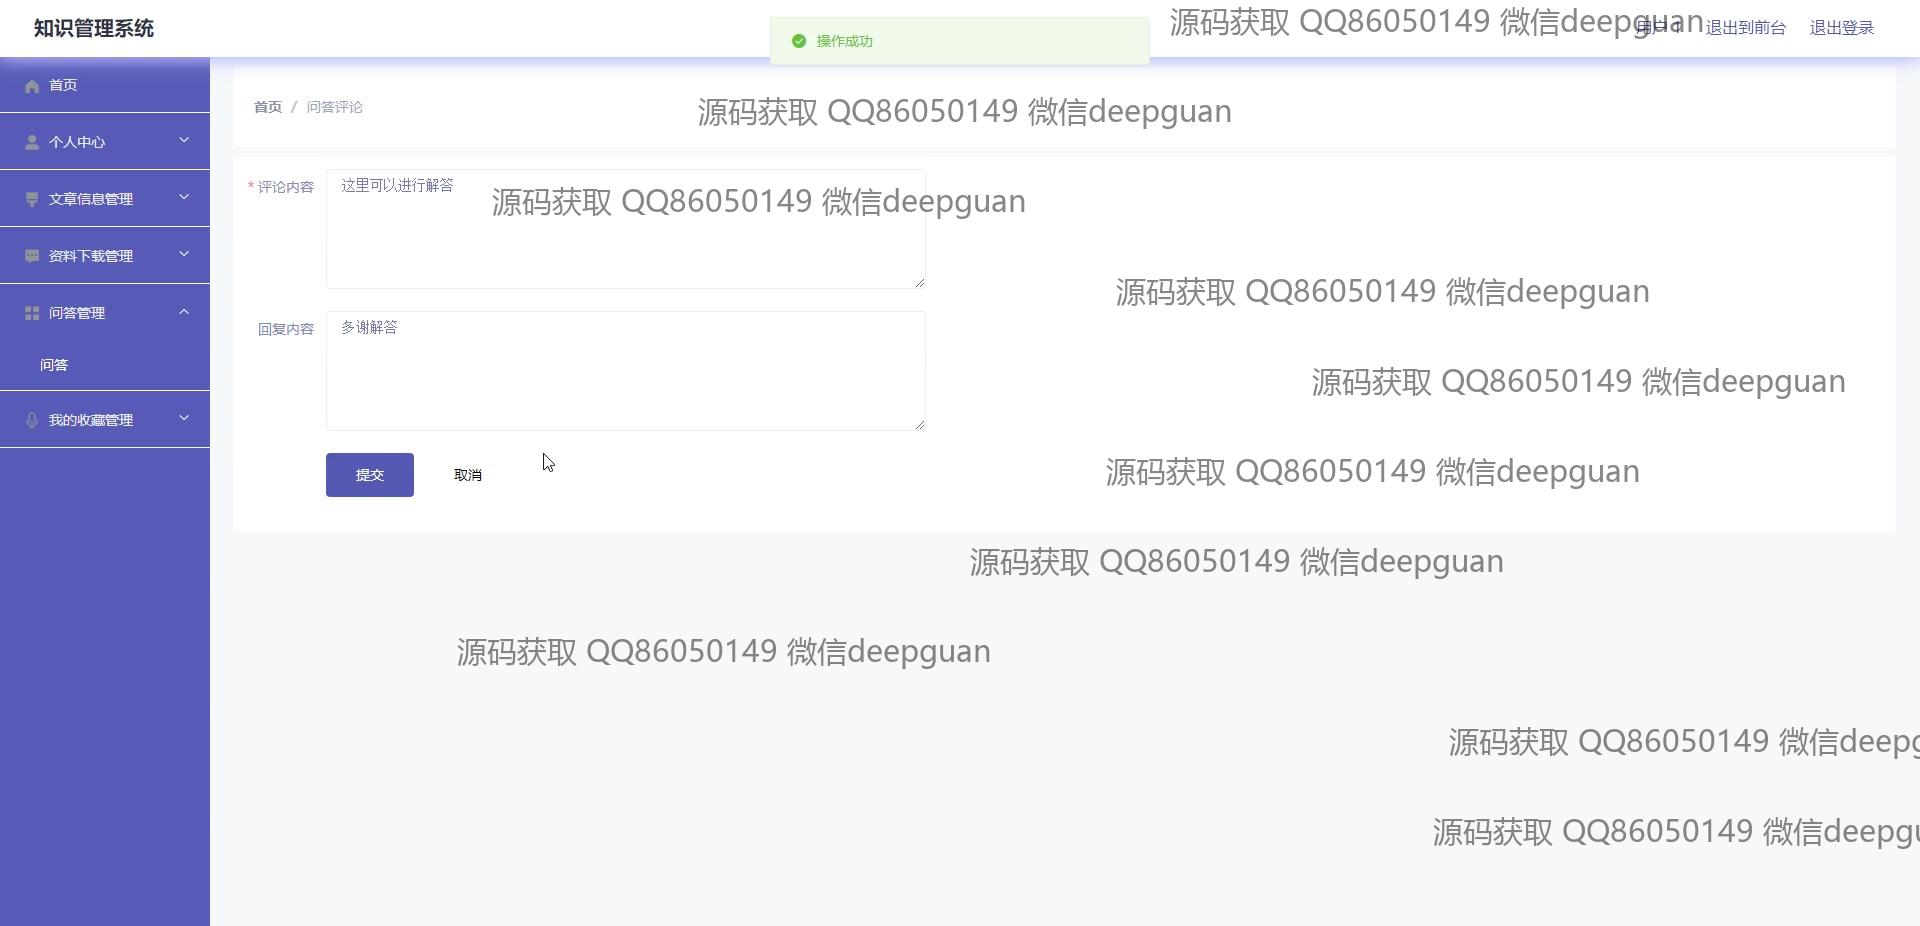 知识管理系统
操作成功
源码获取 QQ86050149 微信deepguan
退出到前台
退出登录
首页
首页 / 问答评论
源码获取 QQ86050149 微信deepguan
个人中心
* 评论内容
这里可以进行解答
源码获取 QQ86050149 微信deepguan
文章信息管理
资料下载管理
源码获取 QQ86050149 微信deepguan
问答管理
回复内容
多谢解答
问答
源码获取 QQ86050149 微信deepguan
我的收藏管理
提交
取消
源码获取 QQ86050149 微信deepguan
源码获取 QQ86050149 微信deepguan
源码获取 QQ86050149 微信deepguan
源码获取 QQ86050149 微信deep
源码获取 QQ86050149 微信deepgu